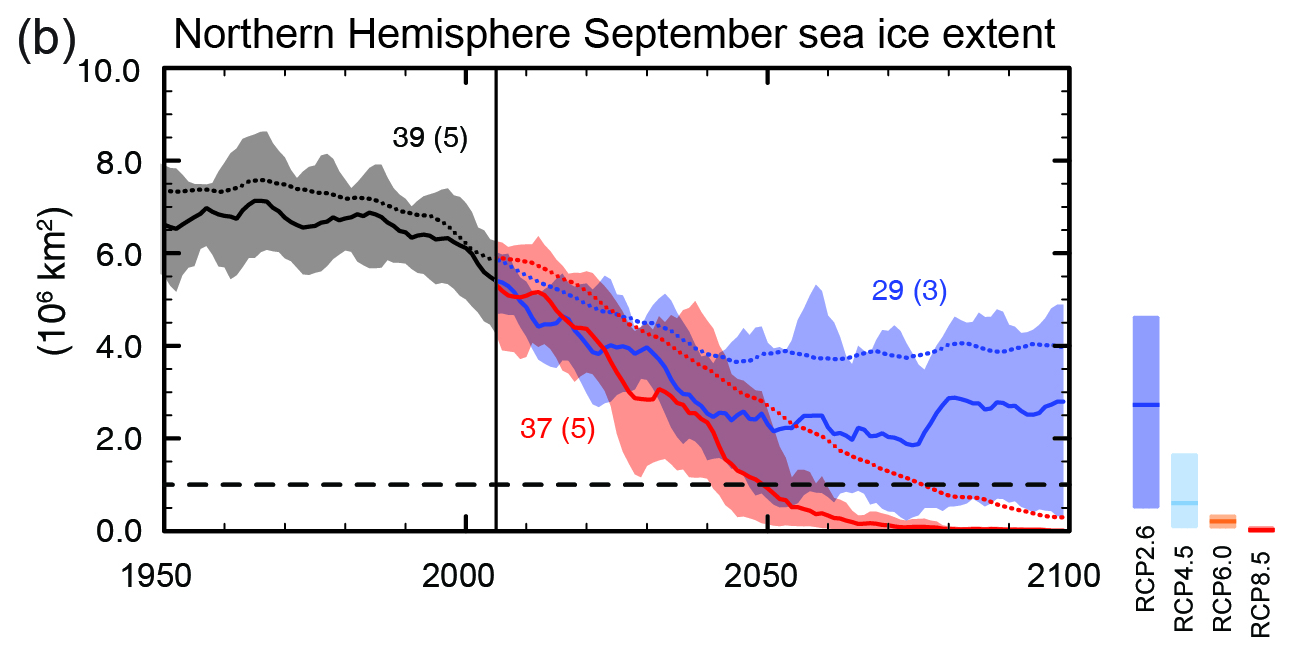 (b) Northern Hemisphere September sea ice extent
(10⁶ km²)
10.0
8.0
6.0
4.0
2.0
0.0
39 (5)
29 (3)
37 (5)
1950 2000 2050 2100
RCP2.6
RCP4.5
RCP6.0
RCP8.5